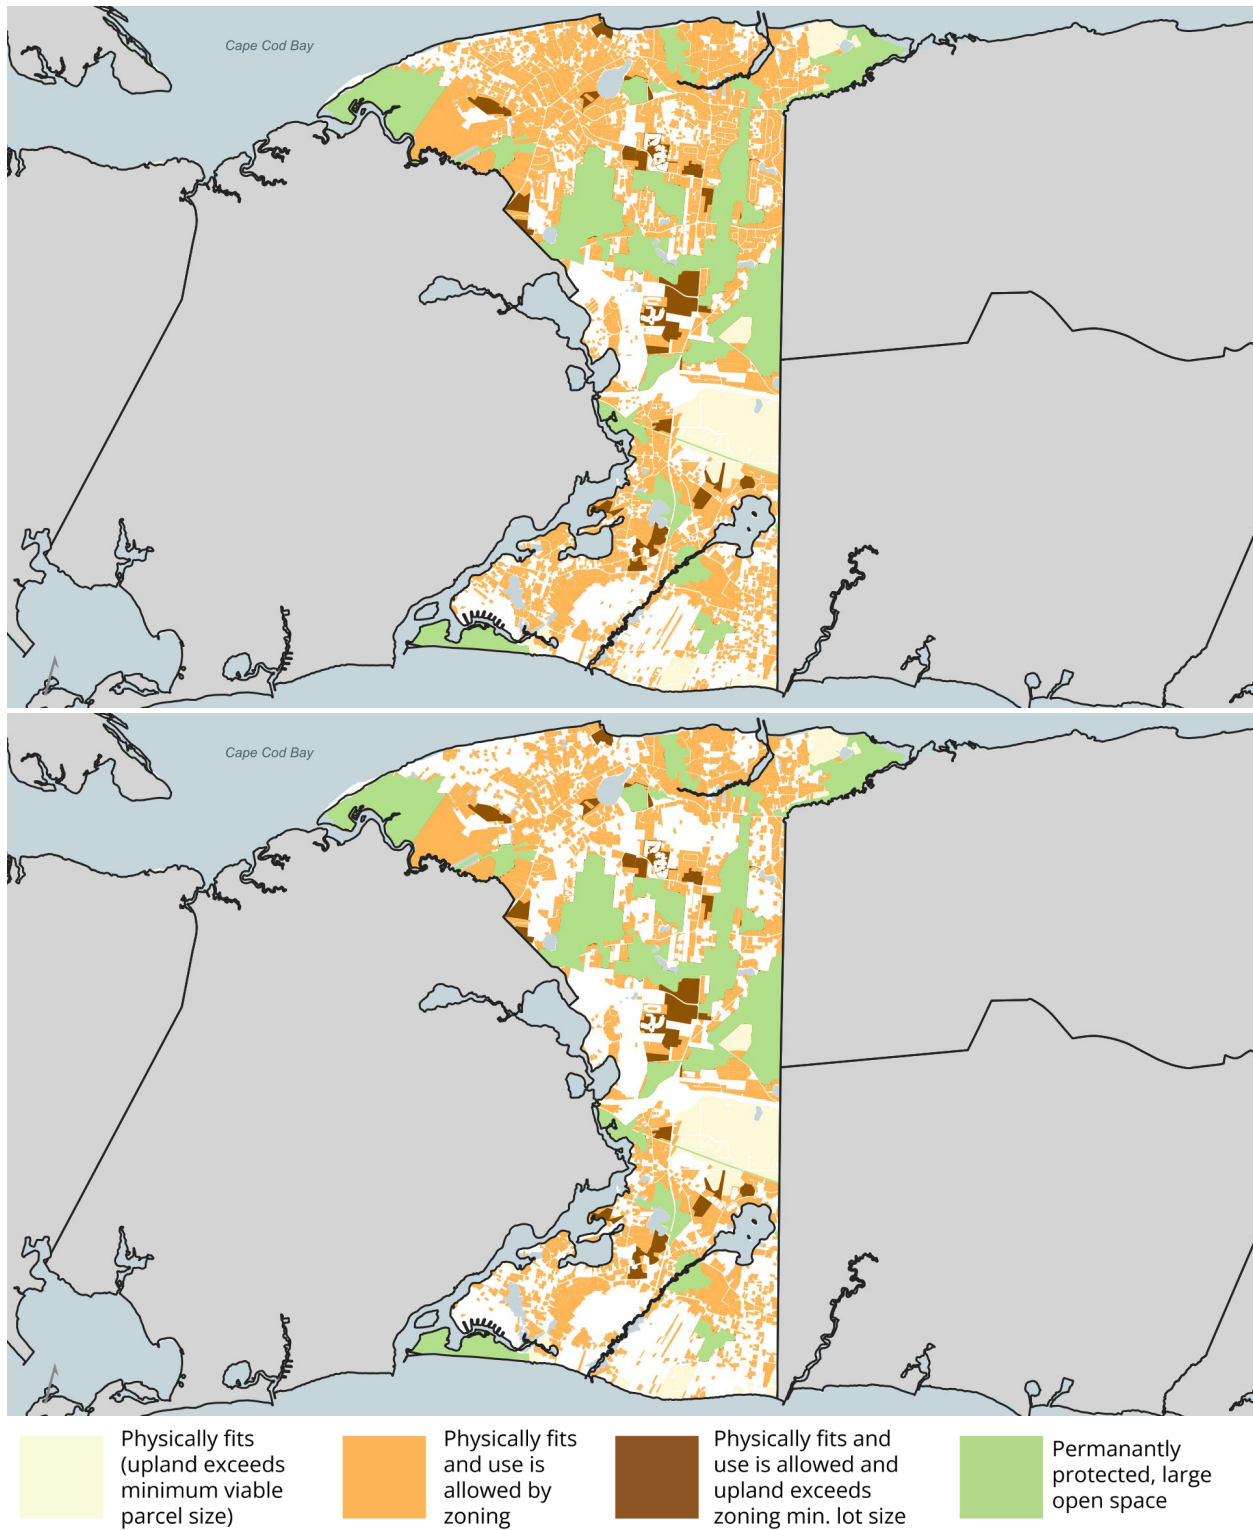 Cape Cod Bay
Cape Cod Bay
Physically fits
(upland exceeds
minimum viable
parcel size)
Physically fits
and use is
allowed by
zoning
Physically fits and
use is allowed and
upland exceeds
zoning min. lot size
Permanantly
protected, large
open space